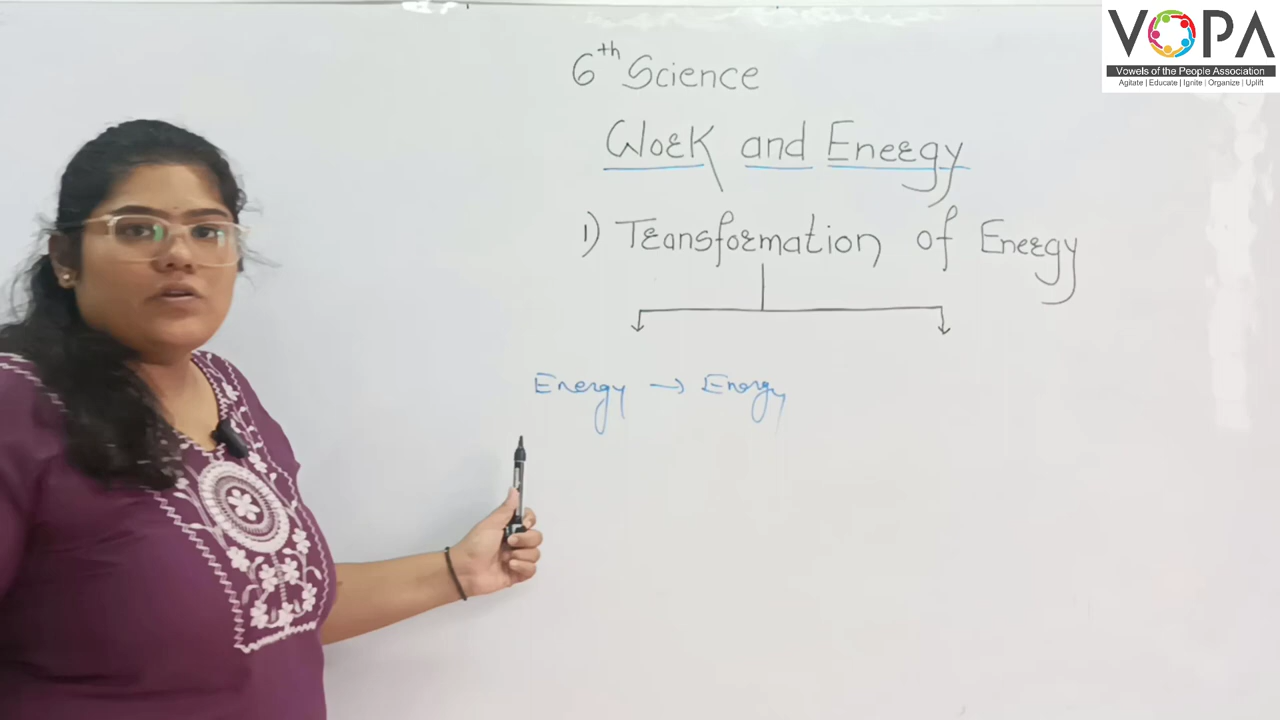 VOPA
Vowels of the People Association
Agitate | Educate | Ignite | Organize | Uplift
6th Science
Work and Energy
1) Transformation of Energy
Energy → Energy